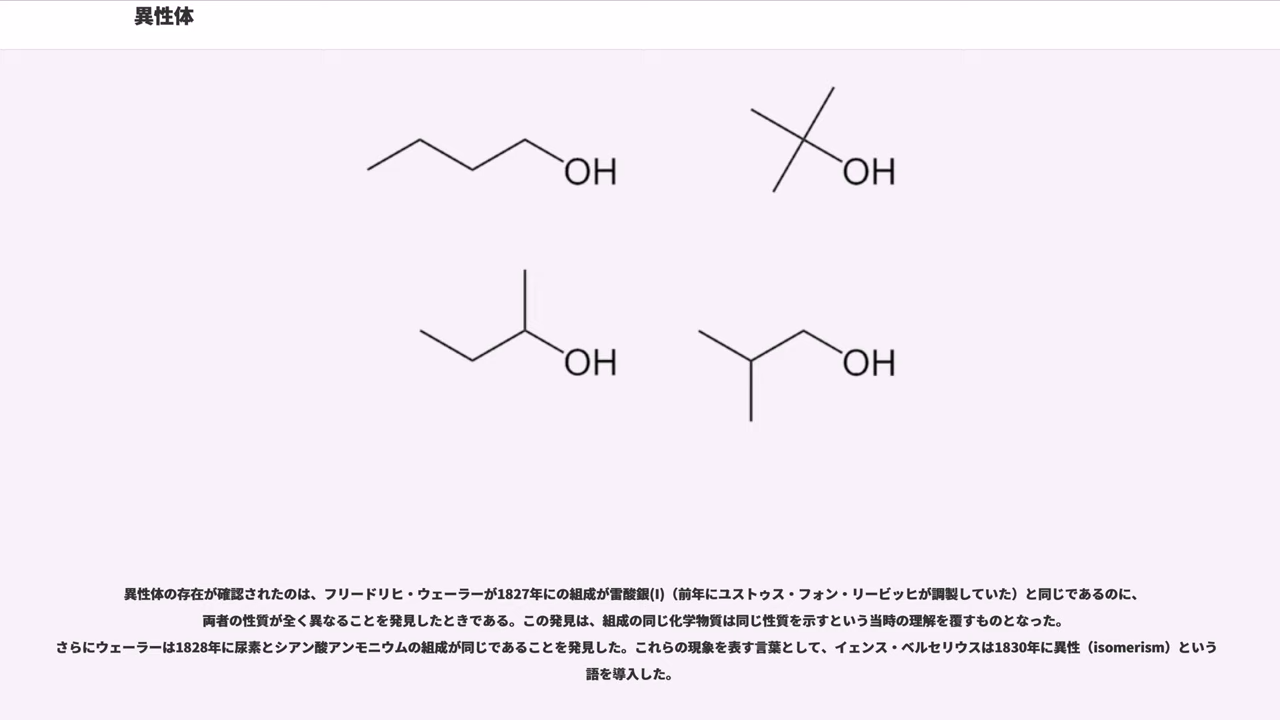 異性体
OH
OH
OH
OH
異性体の存在が確認されたのは、フリードリヒ・ウェーラーが1827年にの組成が雷酸銀(I)（前年にユストゥス・フォン・リービッヒが調製していた）と同じであるのに、
両者の性質が全く異なることを発見したときである。この発見は、組成の同じ化学物質は同じ性質を示すという当時の理解を覆すものとなった。
さらにウェーラーは1828年に尿素とシアン酸アンモニウムの組成が同じであることを発見した。これらの現象を表す言葉として、イェンス・ベルセリウスは1830年に異性（isomerism）という
語を導入した。